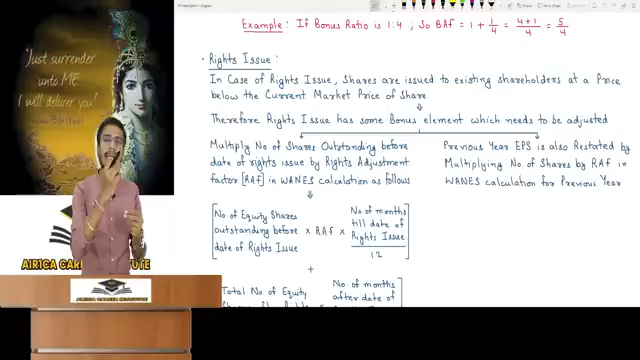 Example: If Bonus Ratio is 1:4 ; So BAf = 1 + 1/4 = 4+1/4 = 5/4
Just surrender
unto ME
I will deliver you!
• Rights Issue :
In Case of Rights Issue, Shares are issued to existing shareholders at a Price
below the Current Market Price of Share
⇓
Therefore Rights Issue has some Bonus element which needs to be adjusted
Multiply No of Shares Outstanding before
date of rights issue by Rights Adjustment
factor [RAf] in WANES calculation as follows
⇓
Previous Year EPS is also Restated by
Multiplying No of Shares by RAf in
WANES calculation for Previous Year
[No of Equity Shares
outstanding before
date of Rights Issue
× RAf ×
No of months
till date of
Rights Issue
12]
+
Total No of Equity
×
No. of months
after date of
AIR1CA CAREER INSTITUTE
AIR1CA CAREER INSTITUTE